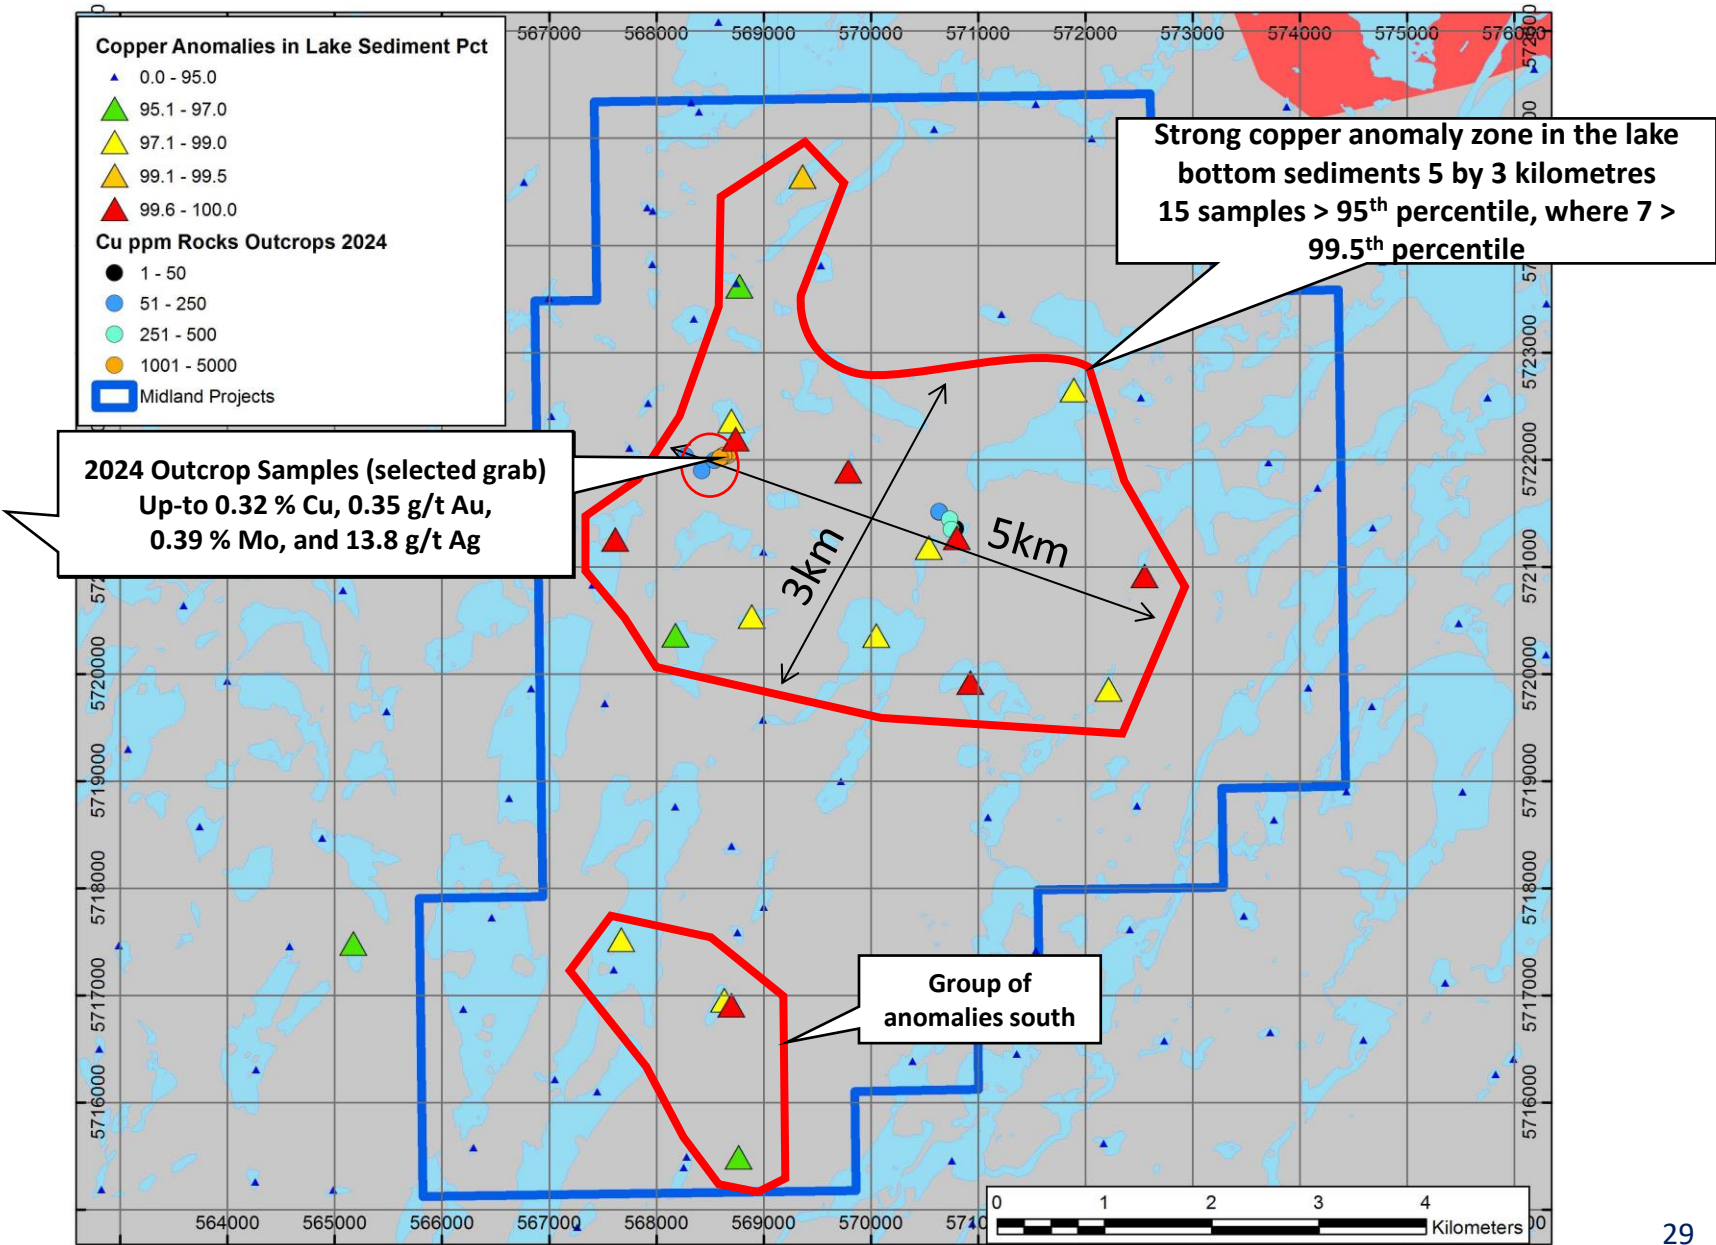 Copper Anomalies in Lake Sediment Pct
0.0 - 95.0
95.1 - 97.0
97.1 - 99.0
99.1 - 99.5
99.6 - 100.0
Cu ppm Rocks Outcrops 2024
1 - 50
51 - 250
251 - 500
1001 - 5000
Midland Projects
567000 568000 569000 570000 571000 572000 573000 574000 575000 576000
Strong copper anomaly zone in the lake
bottom sediments 5 by 3 kilometres
15 samples > 95th percentile, where 7 >
99.5th percentile
2024 Outcrop Samples (selected grab)
Up-to 0.32 % Cu, 0.35 g/t Au,
0.39 % Mo, and 13.8 g/t Ag
3km
5km
Group of
anomalies south
5720000
5719000
5718000
5717000
5716000
5723000
5722000
5721000
5720000
5719000
5718000
5717000
5716000
564000 565000 566000 567000 568000 569000 570000
0 1 2 3 4
Kilometers
29